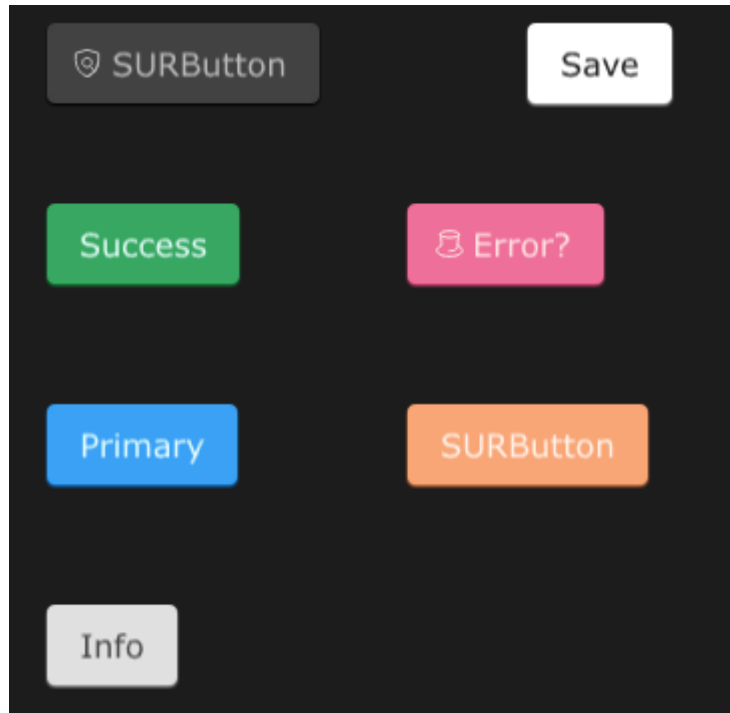 SURButton
Save
Success
Error?
Primary
SURButton
Info